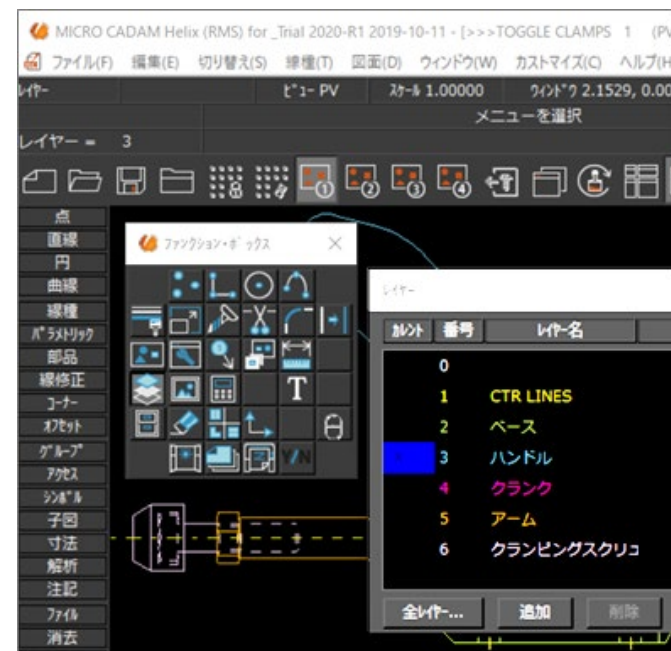 MICRO CADAM Helix (RMS) for _Trial 2020-R1 2019-10-11 - [>>>TOGGLE CLAMPS 1 (PV
ファイル(F) 編集(E) 切り替え(S) 線種(T) 図面(D) ウィンドウ(W) カストマイズ(C) ヘルプ(H
レイヤー ビュー PV スケール 1.00000 ウィンドウ 2.1529, 0.00
メニューを選択
レイヤー = 3
点
直線
円
曲線
線種
パラメトリック
部品
線修正
コーナー
オフセット
グループ
アクセス
シンボル
子図
寸法
解析
注記
ファイル
消去
ファンクション・ボックス
T
Y/N
レイヤー
カレント 番号 レイヤー名
0
1 CTR LINES
2 ベース
3 ハンドル
4 クランク
5 アーム
6 クランピングスクリュ
全レイヤー... 追加 削除